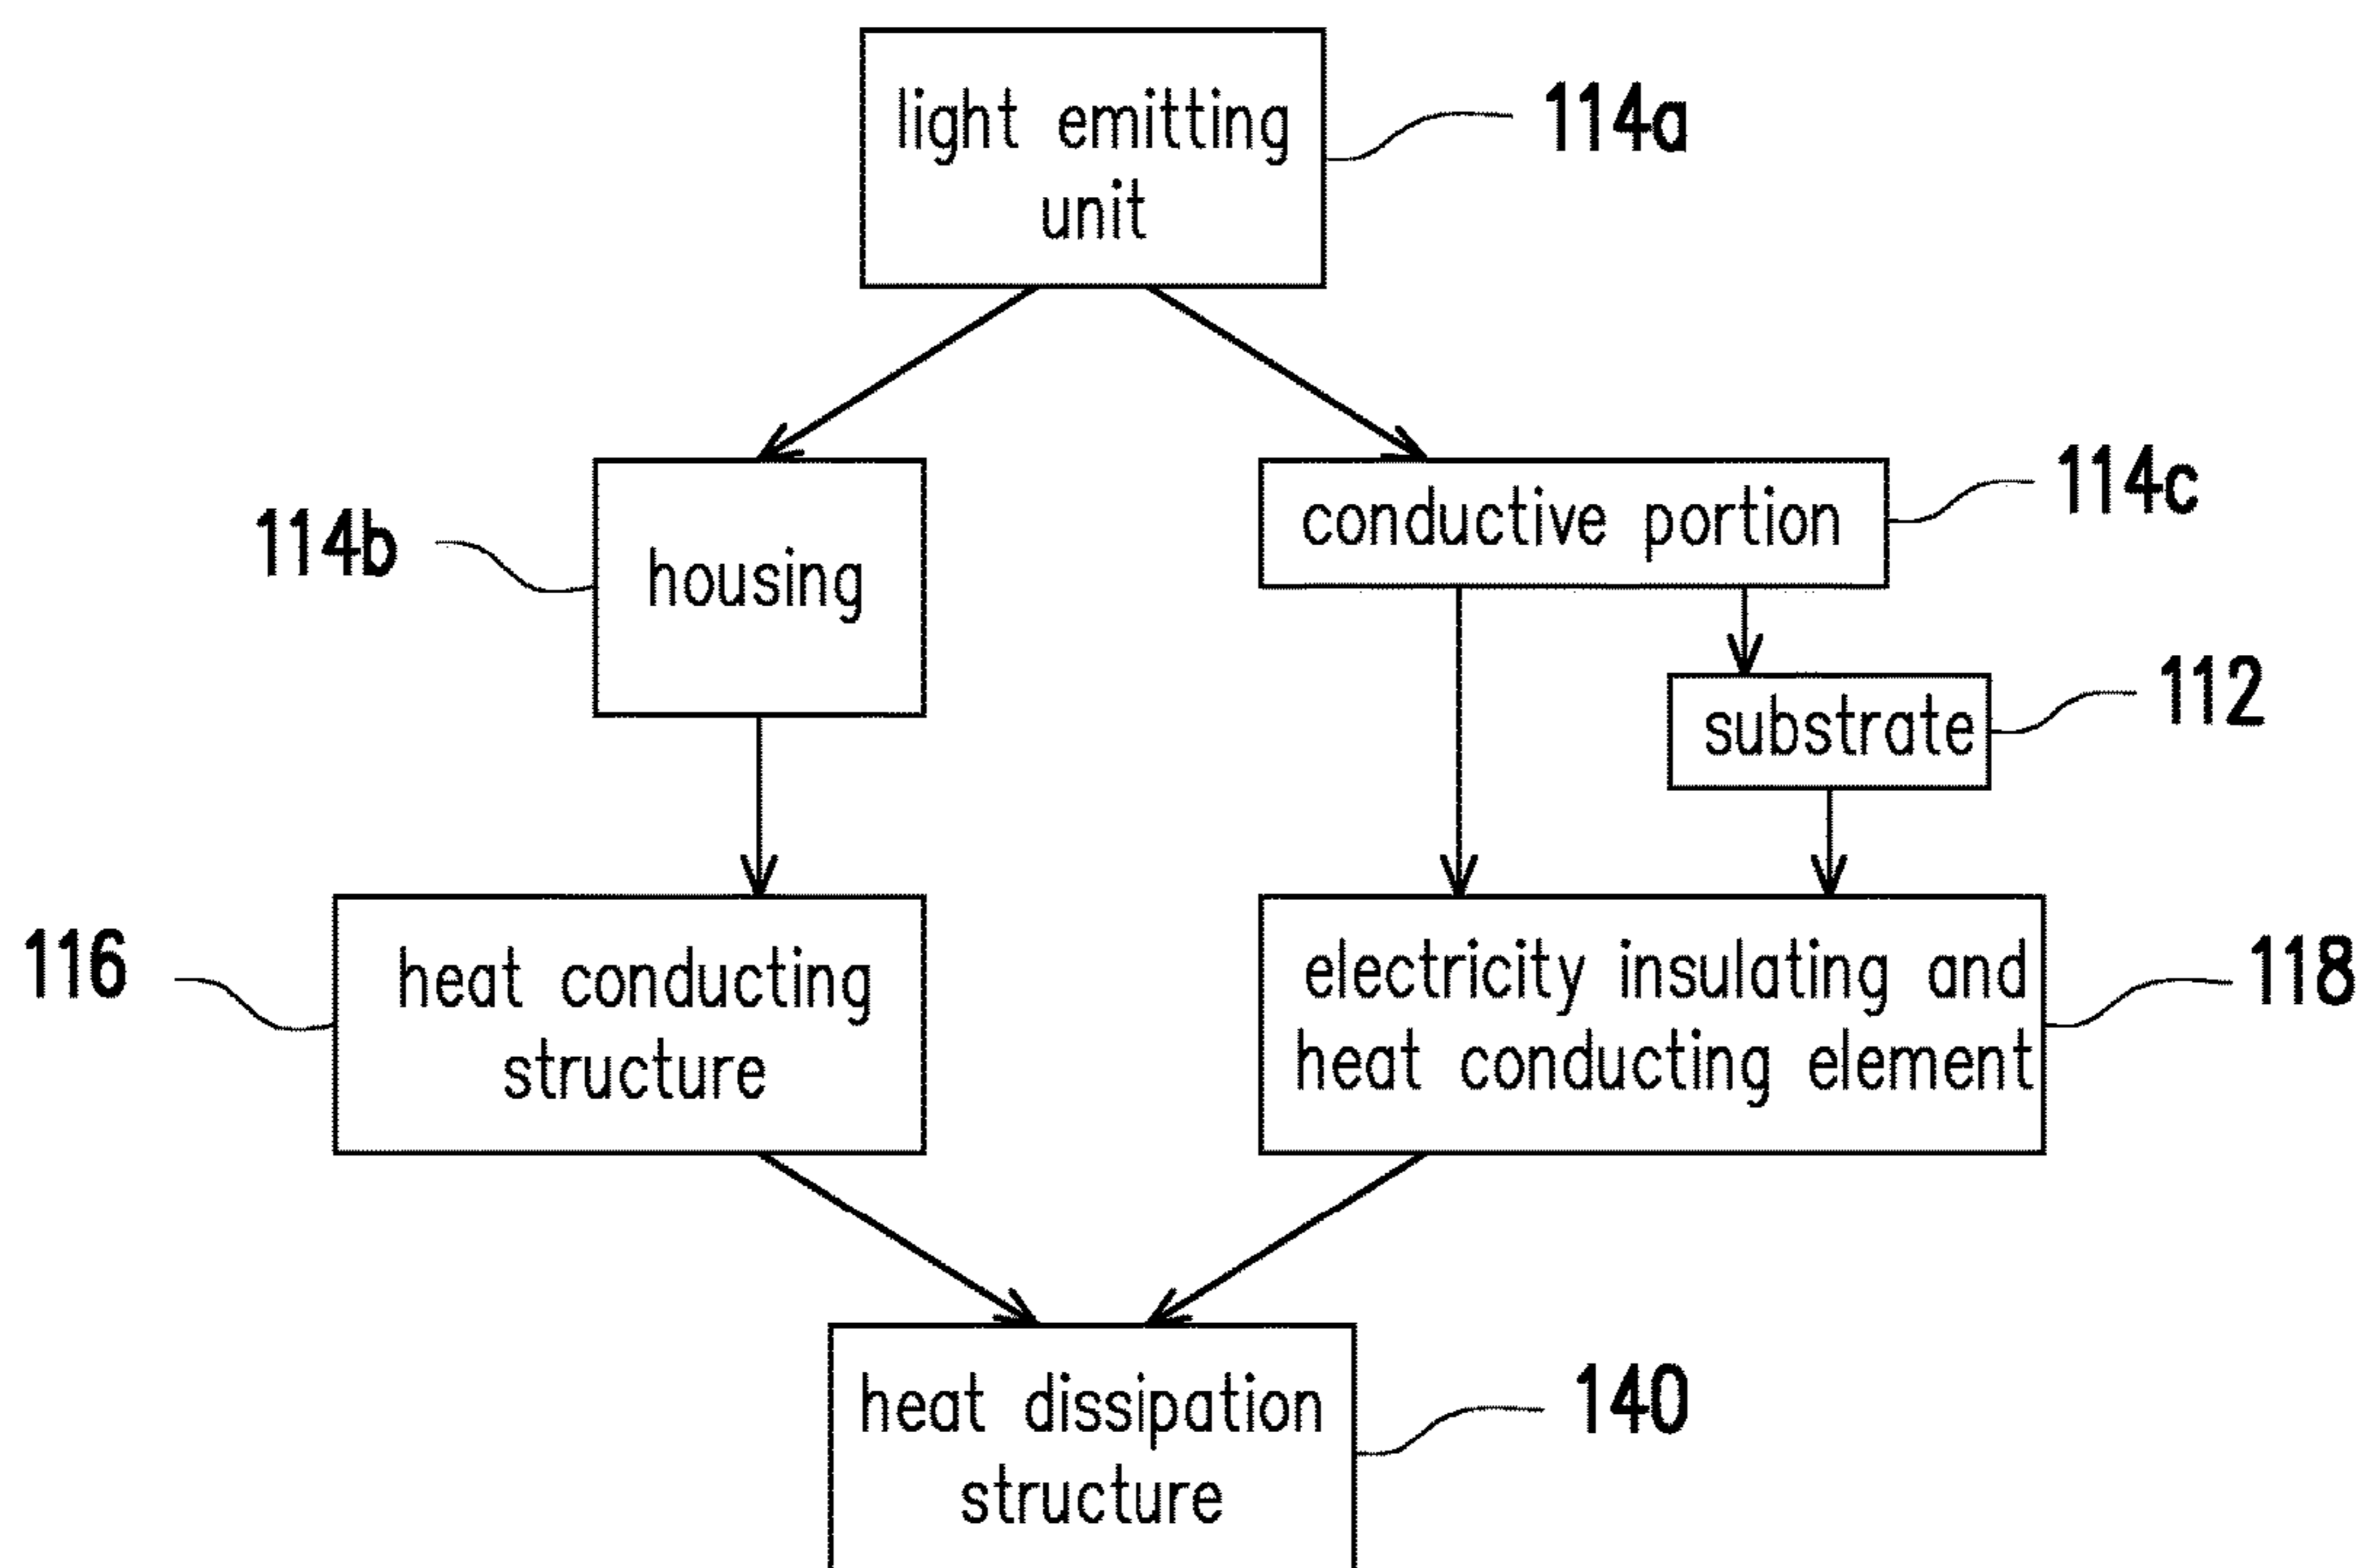 light emitting
unit
114a
114b
housing
conductive portion
114c
substrate
112
116
heat conducting
structure
electricity insulating and
heat conducting element
118
heat dissipation
structure
140